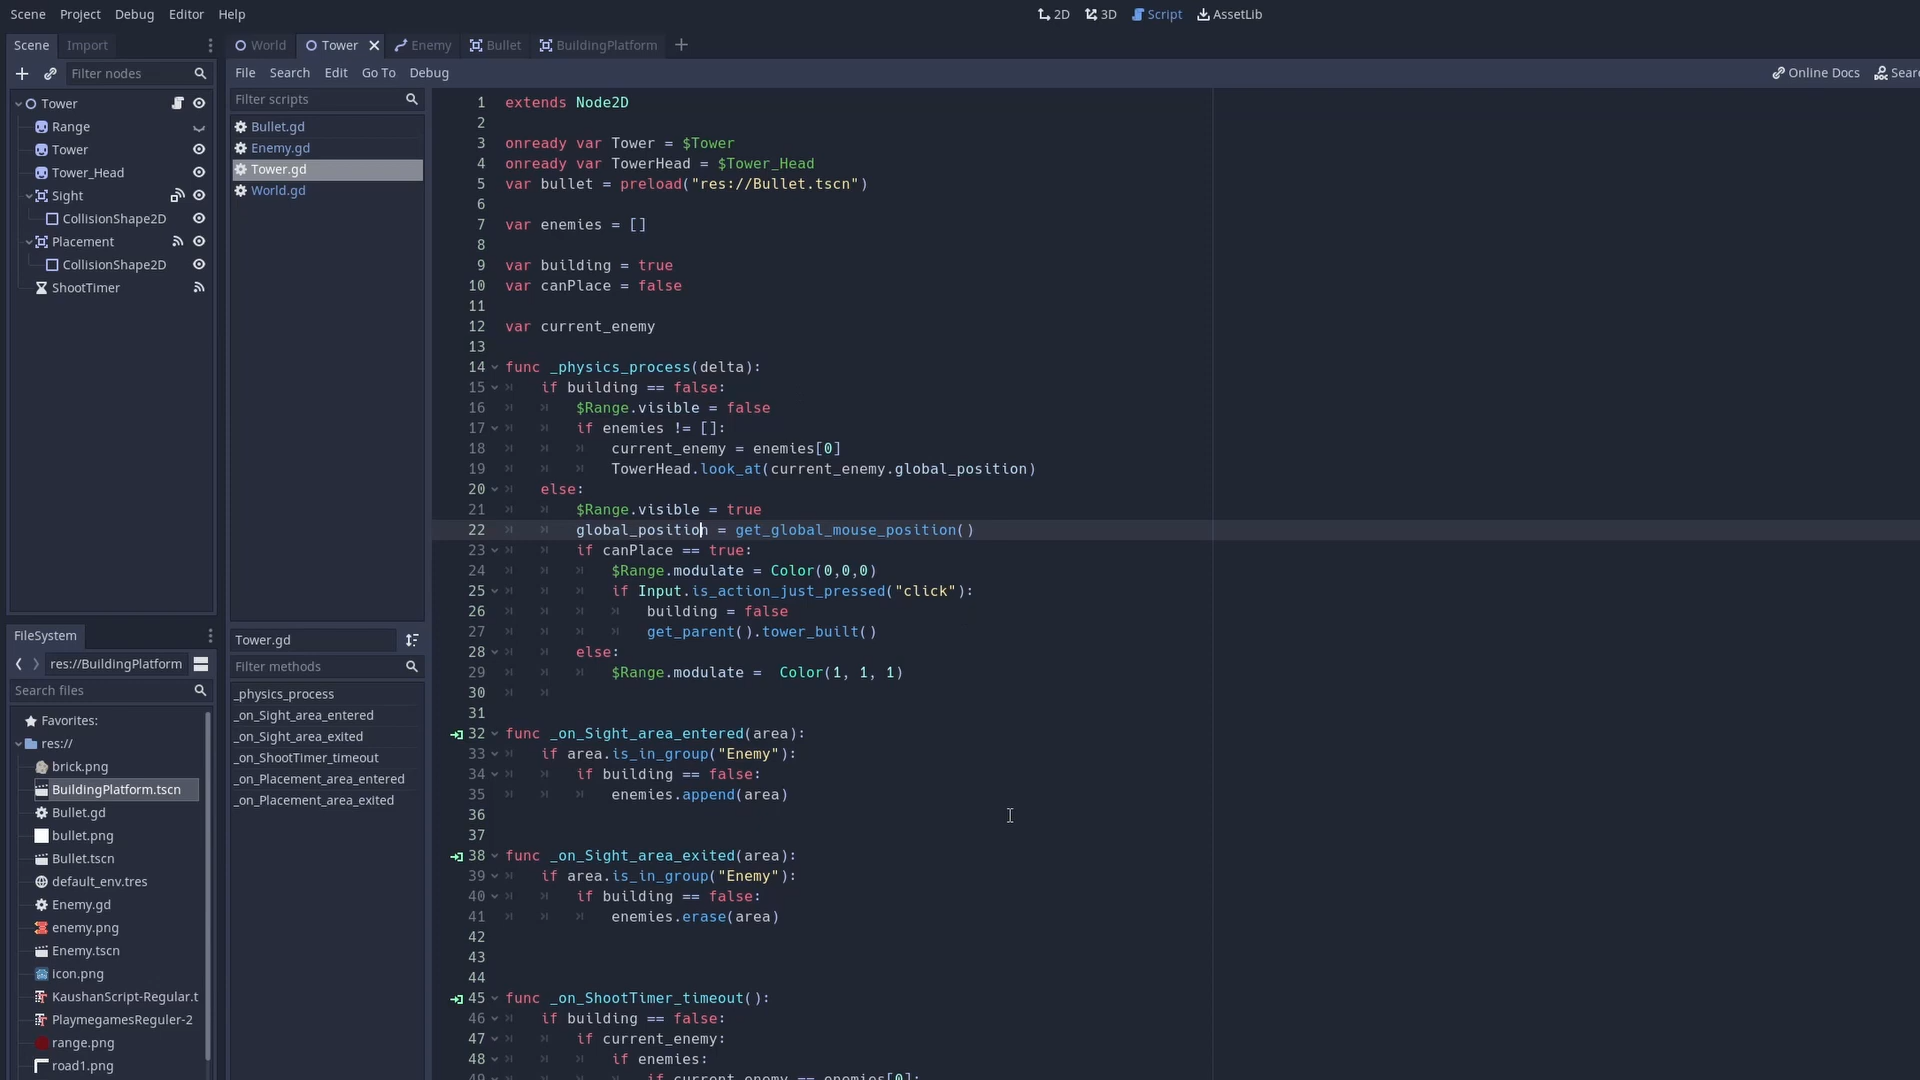 Scene Project Debug Editor Help
2D 3D Script AssetLib
Scene Import
World Tower Enemy Bullet BuildingPlatform
Filter nodes
File Search Edit Go To Debug
Online Docs Sear
Tower
Range
Tower
Tower_Head
Sight
CollisionShape2D
Placement
CollisionShape2D
ShootTimer
FileSystem
res://BuildingPlatform
Search files
Favorites:
res://
brick.png
BuildingPlatform.tscn
Bullet.gd
bullet.png
Bullet.tscn
default_env.tres
Enemy.gd
enemy.png
Enemy.tscn
icon.png
KaushanScript-Regular.t
PlaymegamesReguler-2
range.png
road1.png
Filter scripts
Bullet.gd
Enemy.gd
Tower.gd
World.gd
Tower.gd
Filter methods
_physics_process
_on_Sight_area_entered
_on_Sight_area_exited
_on_ShootTimer_timeout
_on_Placement_area_entered
_on_Placement_area_exited
1 extends Node2D
2
3 onready var Tower = $Tower
4 onready var TowerHead = $Tower_Head
5 var bullet = preload("res://Bullet.tscn")
6
7 var enemies = []
8
9 var building = true
10 var canPlace = false
11
12 var current_enemy
13
14 func _physics_process(delta):
15 if building == false:
16 $Range.visible = false
17 if enemies != []:
18 current_enemy = enemies[0]
19 TowerHead.look_at(current_enemy.global_position)
20 else:
21 $Range.visible = true
22 global_position = get_global_mouse_position()
23 if canPlace == true:
24 $Range.modulate = Color(0,0,0)
25 if Input.is_action_just_pressed("click"):
26 building = false
27 get_parent().tower_built()
28 else:
29 $Range.modulate =  Color(1, 1, 1)
30
31
32 func _on_Sight_area_entered(area):
33 if area.is_in_group("Enemy"):
34 if building == false:
35 enemies.append(area)
36
37
38 func _on_Sight_area_exited(area):
39 if area.is_in_group("Enemy"):
40 if building == false:
41 enemies.erase(area)
42
43
44
45 func _on_ShootTimer_timeout():
46 if building == false:
47 if current_enemy:
48 if enemies:
49 if current_enemy == enemies[0]: